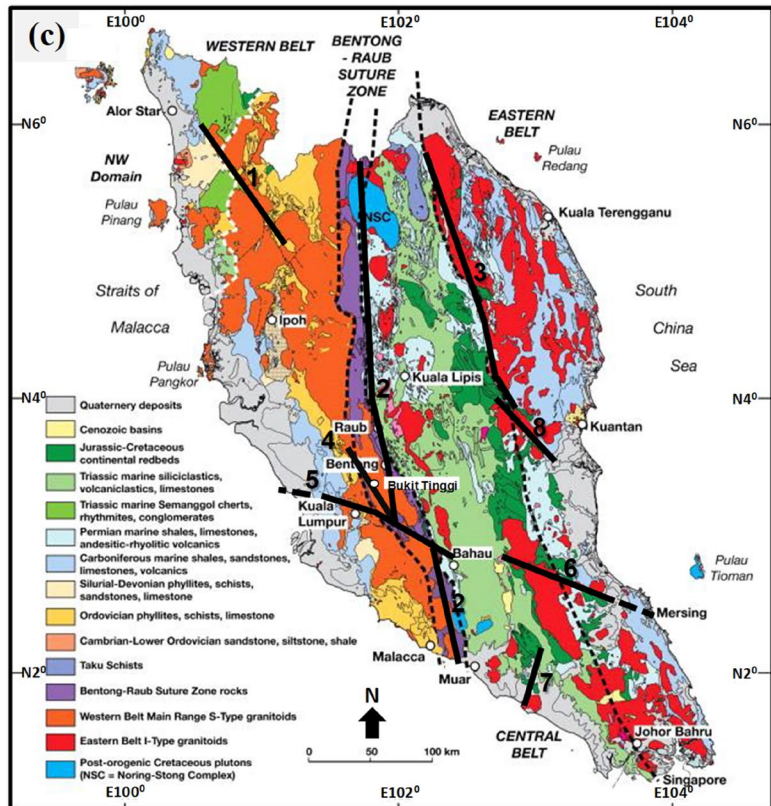 E100⁰ E102⁰ E104⁰
(c)
WESTERN BELT
BENTONG
- RAUB
SUTURE
ZONE
EASTERN
BELT
Alor Star
N6⁰ N6⁰
NW
Domain
Pulau
Redang
1
Pulau
Pinang
NSC
Kuala Terengganu
3
Straits of
Malacca
South
China
Sea
Ipoh
Pulau
Pangkor
Kuala Lipis
2
N4⁰ N4⁰
Kuantan
8
Raub
4
Bentong
Bukit Tinggi
5
Kuala
Lumpur
Bahau
Pulau
Tioman
6
2
Mersing
Malacca
N2⁰
Muar
7
N
CENTRAL
BELT
Johor Bahru
Singapore
0 50 100 km
Quaternery deposits
Cenozoic basins
Jurassic-Cretaceous
continental redbeds
Triassic marine siliciclastics,
volcaniclastics, limestones
Triassic marine Semanggol cherts,
rhythmites, conglomerates
Permian marine shales, limestones,
andesitic-rhyolitic volcanics
Carboniferous marine shales, sandstones,
limestones, volcanics
Silurial-Devonian phyllites, schists,
sandstones, limestone
Ordovician phyllites, schists, limestone
Cambrian-Lower Ordovician sandstone, siltstone, shale
Taku Schists
Bentong-Raub Suture Zone rocks
Western Belt Main Range S-Type granitoids
Eastern Belt I-Type granitoids
Post-orogenic Cretaceous plutons
(NSC = Noring-Stong Complex)
N2⁰
E100⁰ E102⁰ E104⁰